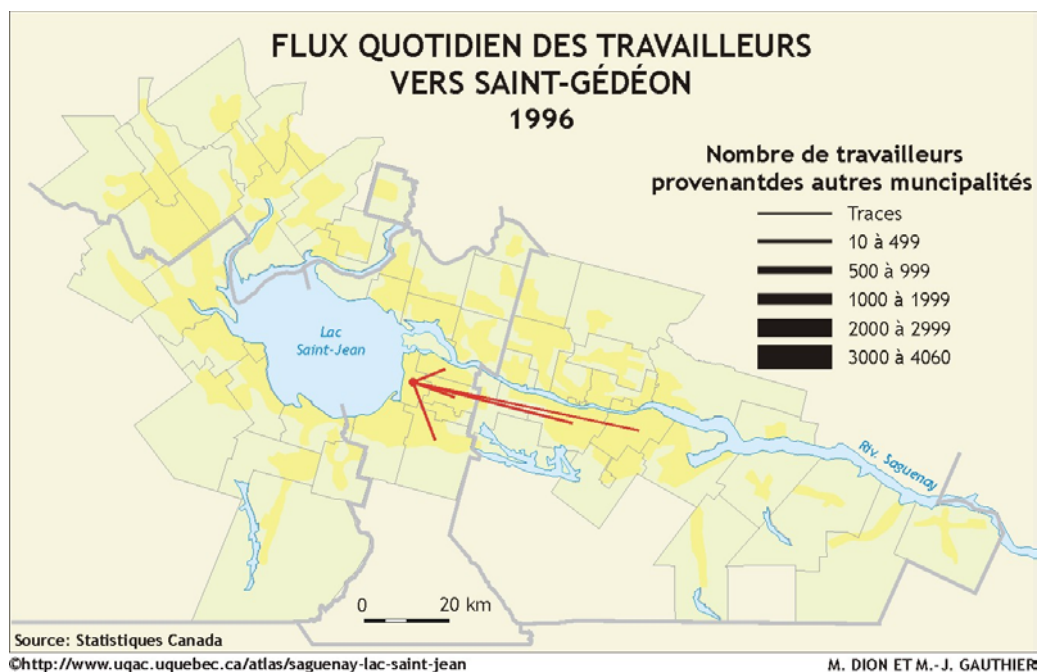 FLUX QUOTIDIEN DES TRAVAILLEURS
VERS SAINT-GÉDÉON
1996
Nombre de travailleurs
provenantdes autres muncipalités
Traces
10 à 499
500 à 999
1000 à 1999
2000 à 2999
3000 à 4060
Lac
Saint-Jean
Riv. Saguenay
0 20 km
Source: Statistiques Canada
©http://www.uqac.uquebec.ca/atlas/saguenay-lac-saint-jean
M. DION ET M.-J. GAUTHIER